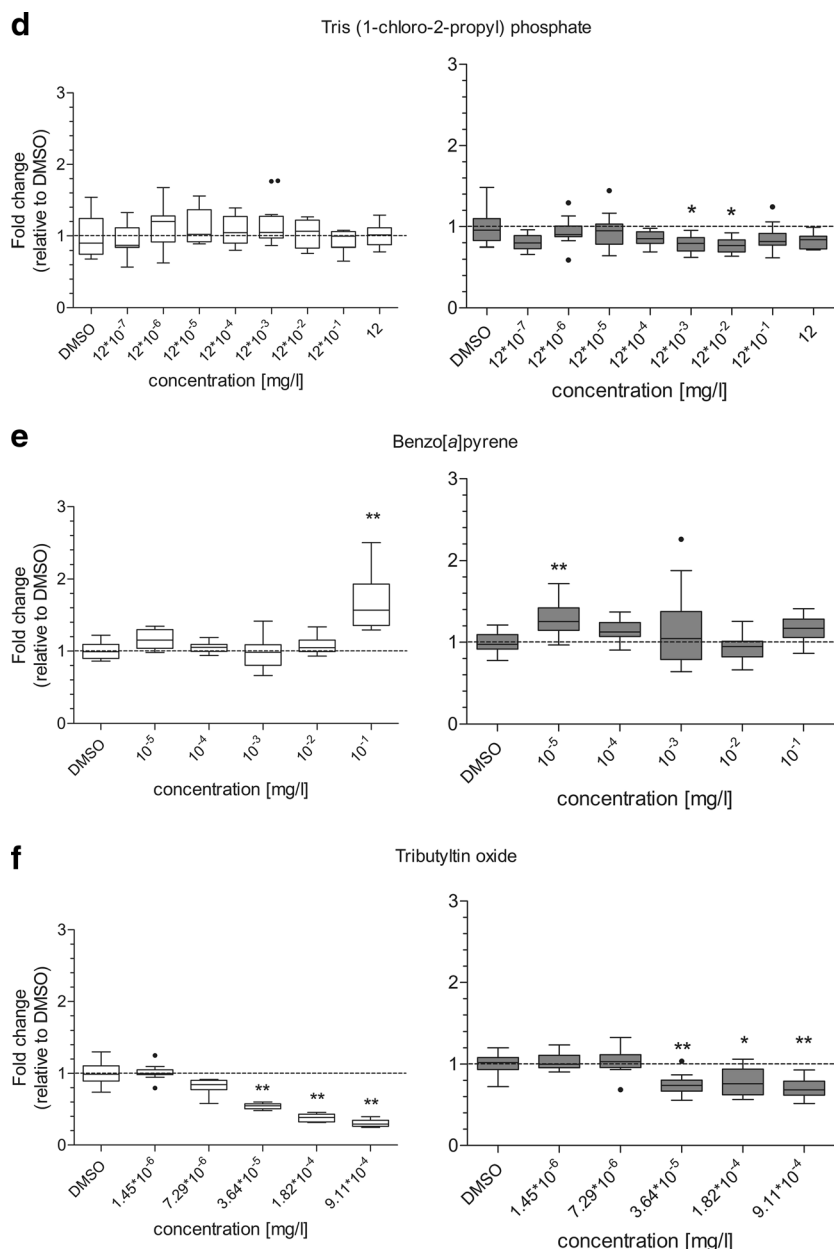 d
Tris (1-chloro-2-propyl) phosphate
Fold change
(relative to DMSO)
3
2
1
0
DMSO
12*10⁻⁷
12*10⁻⁶
12*10⁻⁵
12*10⁻⁴
12*10⁻³
12*10⁻²
12*10⁻¹
12
concentration [mg/l]
3
2
1
0
* *
DMSO
12*10⁻⁷
12*10⁻⁶
12*10⁻⁵
12*10⁻⁴
12*10⁻³
12*10⁻²
12*10⁻¹
12
concentration [mg/l]
e
Benzo[a]pyrene
Fold change
(relative to DMSO)
3
2
1
0
**
DMSO
10⁻⁵
10⁻⁴
10⁻³
10⁻²
10⁻¹
concentration [mg/l]
3
2
1
0
**
DMSO
10⁻⁵
10⁻⁴
10⁻³
10⁻²
10⁻¹
concentration [mg/l]
f
Tributyltin oxide
Fold change
(relative to DMSO)
3
2
1
0
** ** **
DMSO
1.45*10⁻⁶
7.29*10⁻⁶
3.64*10⁻⁵
1.82*10⁻⁴
9.11*10⁻⁴
concentration [mg/l]
3
2
1
0
** * **
DMSO
1.45*10⁻⁶
7.29*10⁻⁶
3.64*10⁻⁵
1.82*10⁻⁴
9.11*10⁻⁴
concentration [mg/l]